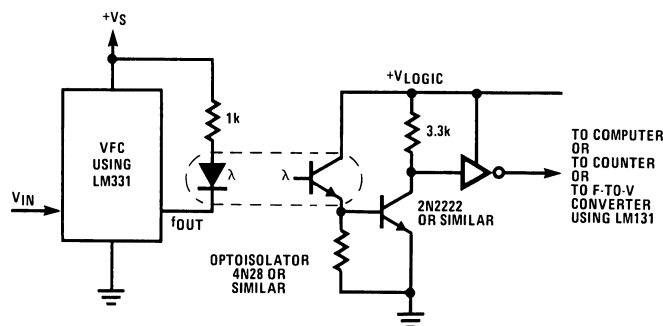 +VS
VFC
USING
LM331
VIN
fOUT
1k
λ
λ
OPTOISOLATOR
4N28 OR
SIMILAR
+VLOGIC
3.3k
2N2222
OR SIMILAR
TO COMPUTER
OR
TO COUNTER
OR
TO F-TO-V
CONVERTER
USING LM131